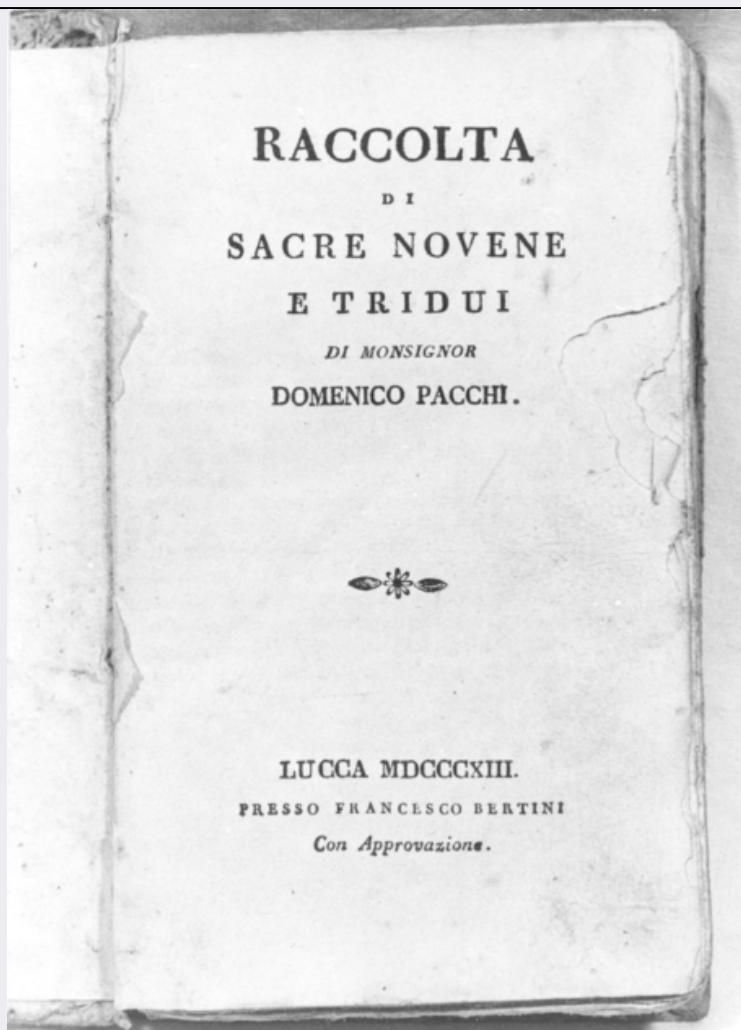 RACCOLTA
DI
SACRE NOVENE
E TRIDUI
DI MONSIGNOR
DOMENICO PACCHI.
LUCCA MDCCCXIII.
PRESSO FRANCESCO BERTINI
Con Approvazione.